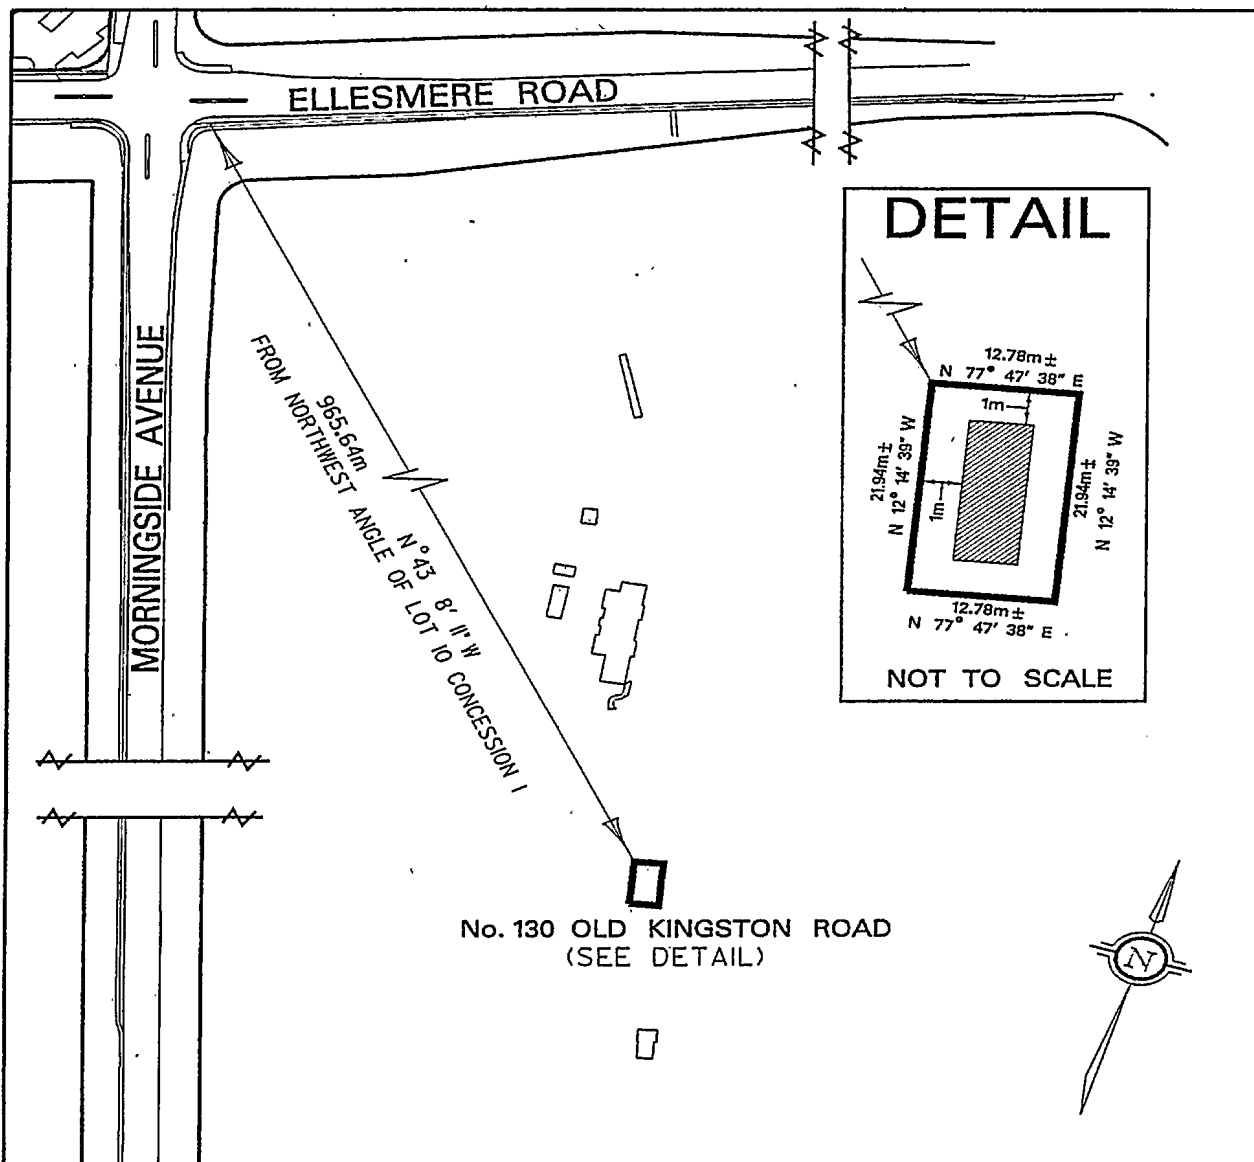 ELLESMERE ROAD
MORNINGSIDE AVENUE
965.64m
FROM NORTHWEST ANGLE OF LOT 10 CONCESSION 1
N°43 8' 11" W
DETAIL
12.78m±
N 77° 47' 38" E
1m
21.94m±
N 12° 14' 39" W
1m
21.94m±
N 12° 14' 39" W
12.78m±
N 77° 47' 38" E
NOT TO SCALE
No. 130 OLD KINGSTON ROAD
(SEE DETAIL)
N